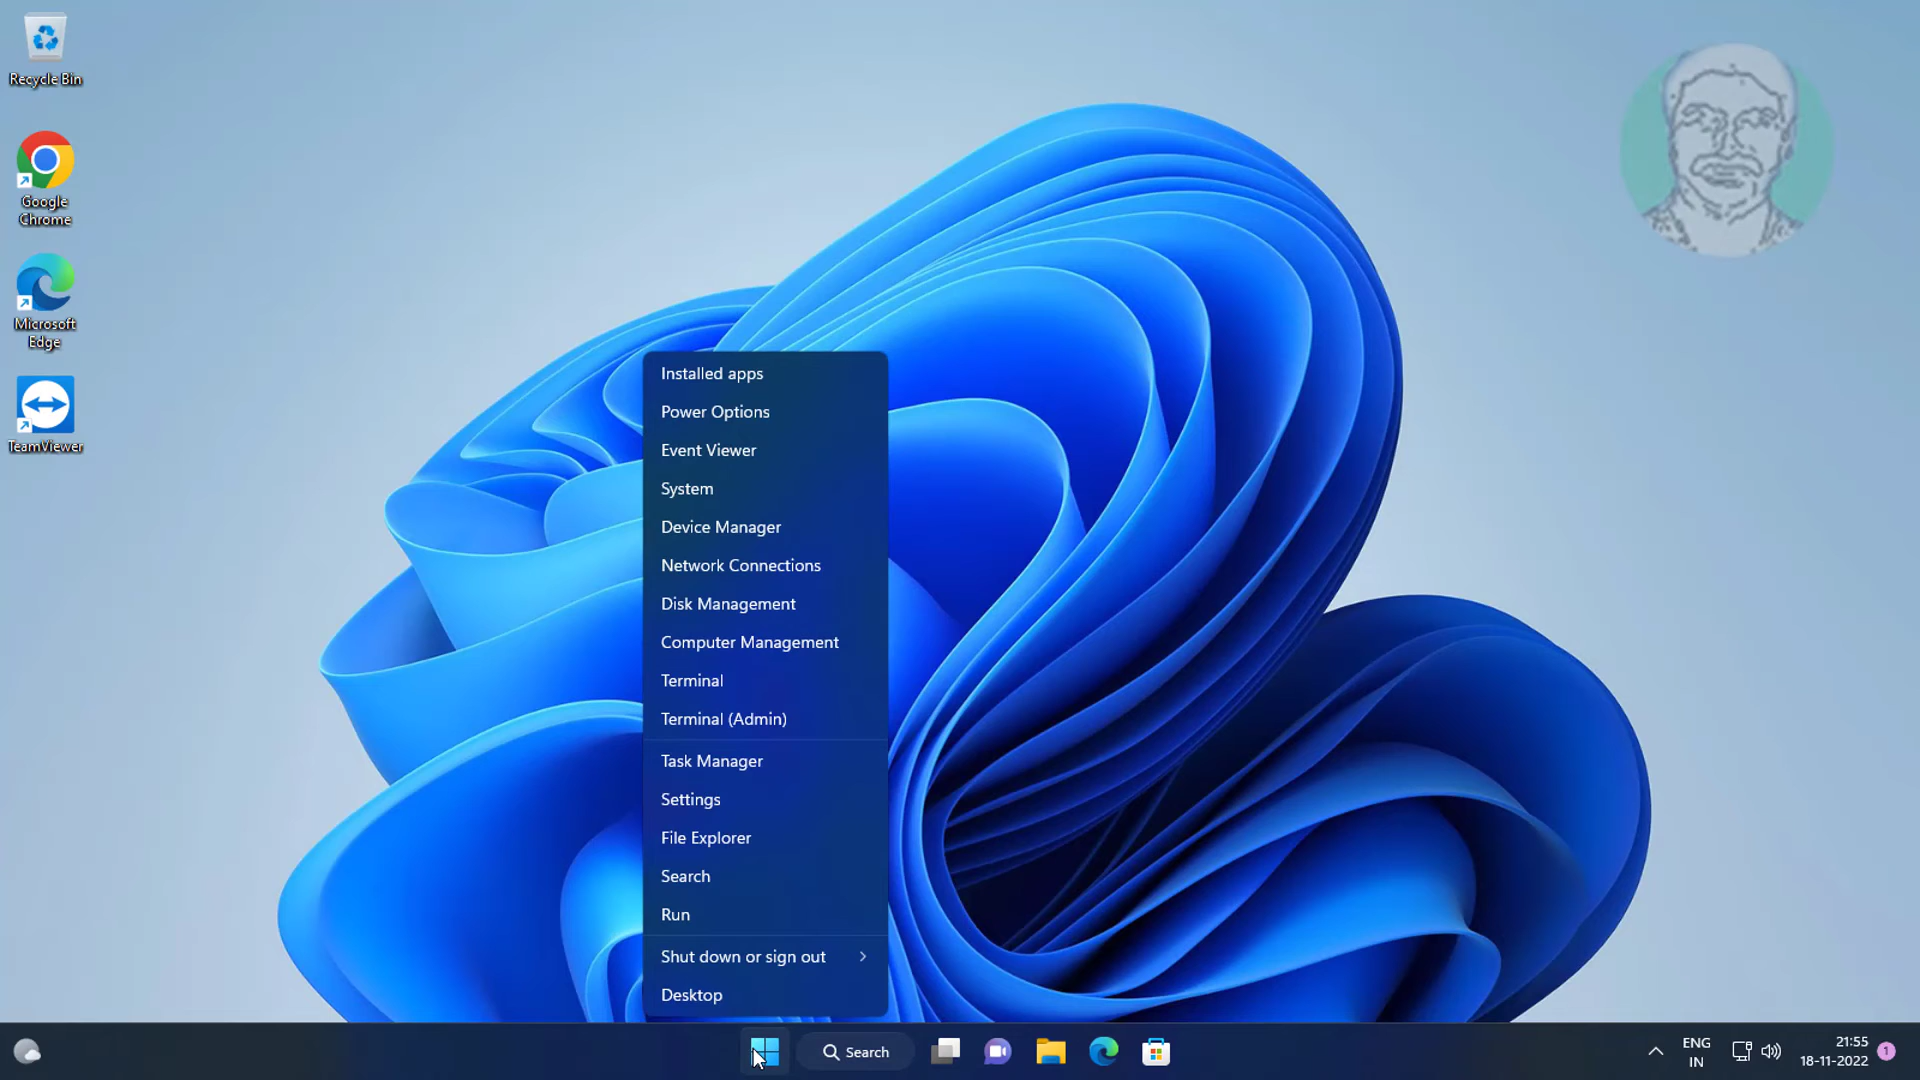 Recycle Bin
Google
Chrome
Microsoft
Edge
TeamViewer
Installed apps
Power Options
Event Viewer
System
Device Manager
Network Connections
Disk Management
Computer Management
Terminal
Terminal (Admin)
Task Manager
Settings
File Explorer
Search
Run
Shut down or sign out
Desktop
Search
ENG
IN
21:55
18-11-2022
1